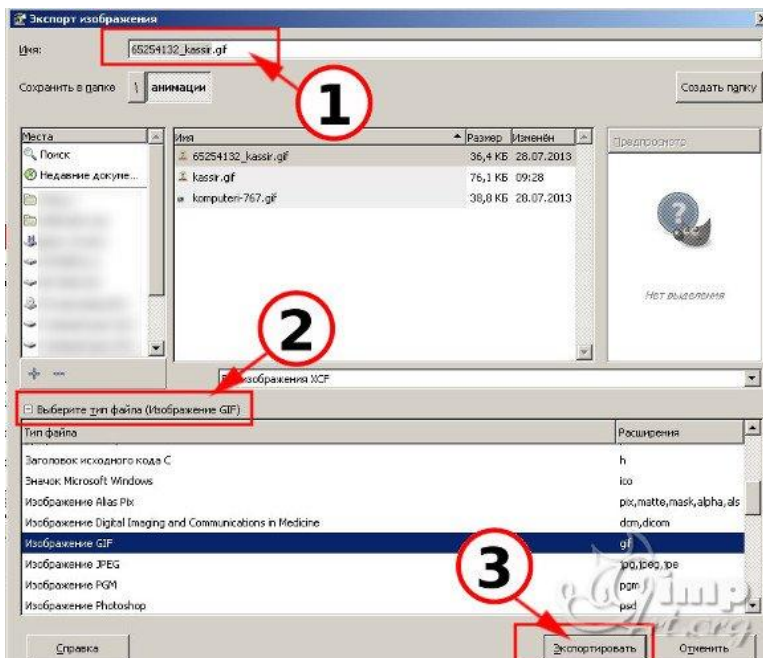 Экспорт изображения
Имя: 65254132_kassir.gif
1
Сохранить в папке \ анимации Создать папку
Места Имя Размер Изменён Предпросмотр
Поиск 65254132_kassir.gif 36,4 КБ 28.07.2013
Недавние докуме... kassir.gif 76,1 КБ 09:28
komputeri-767.gif 38,8 КБ 28.07.2013
Нет выделения
2
изображения XCF
Выберите тип файла (Изображение GIF)
Тип файла Расширения
Заголовок исходного кода C h
Значок Microsoft Windows ico
Изображение Alias Pix pix,matte,mask,alpha,als
Изображение Digital Imaging and Communications in Medicine dcm,dicom
Изображение GIF gif
Изображение JPEG jpg,jpeg,jpe
Изображение PGM pgm
Изображение Photoshop psd
3
Gimp
Art.org
Справка Экспортировать Отменить